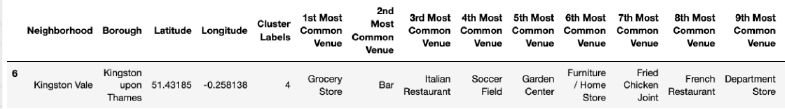 Neighborhood Borough Latitude Longitude Cluster Labels 1st Most Common Venue 2nd Most Common Venue 3rd Most Common Venue 4th Most Common Venue 5th Most Common Venue 6th Most Common Venue 7th Most Common Venue 8th Most Common Venue 9th Most Common Venue
6 Kingston Vale Kingston upon Thames 51.43185 -0.258138 4 Grocery Store Bar Italian Restaurant Soccer Field Garden Center Furniture / Home Store Fried Chicken Joint French Restaurant Department Store